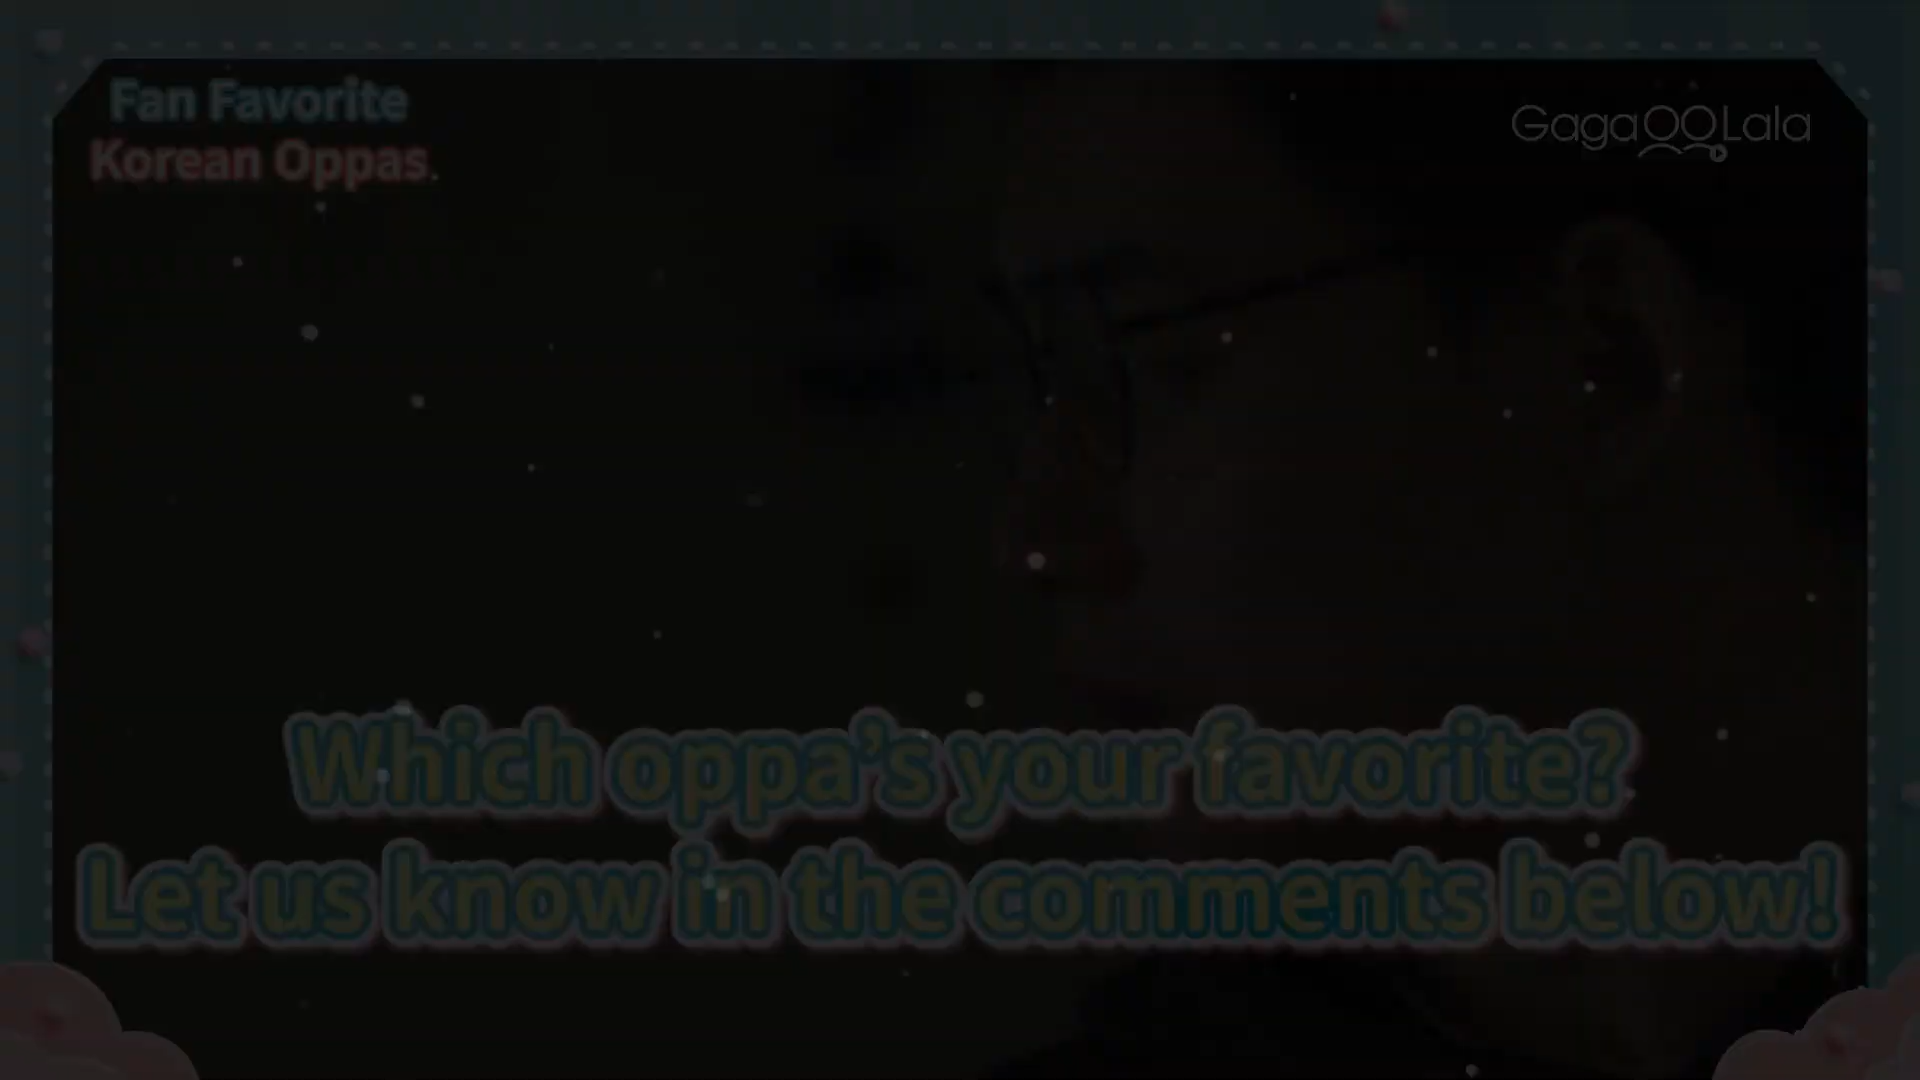 Fan Favorite
Korean Oppas
GagaOOLala
Which oppa's your favorite?
Let us know in the comments below!